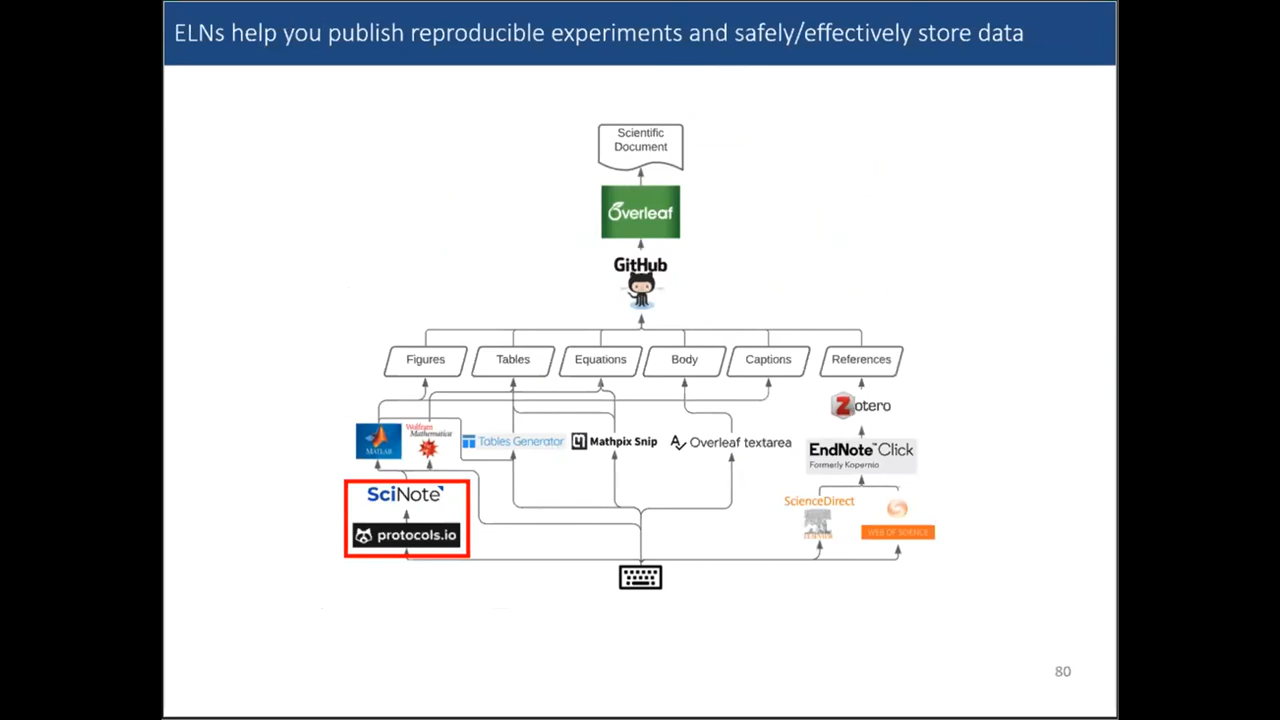 ELNs help you publish reproducible experiments and safely/effectively store data
Scientific
Document
Overleaf
GitHub
Figures
Tables
Equations
Body
Captions
References
Zotero
MATLAB
Wolfram
Mathematica
Tables Generator
Mathpix Snip
Overleaf textarea
EndNote™Click
Formerly Kopernio
SciNote
ScienceDirect
ELSEVIER
WEB OF SCIENCE
protocols.io
80